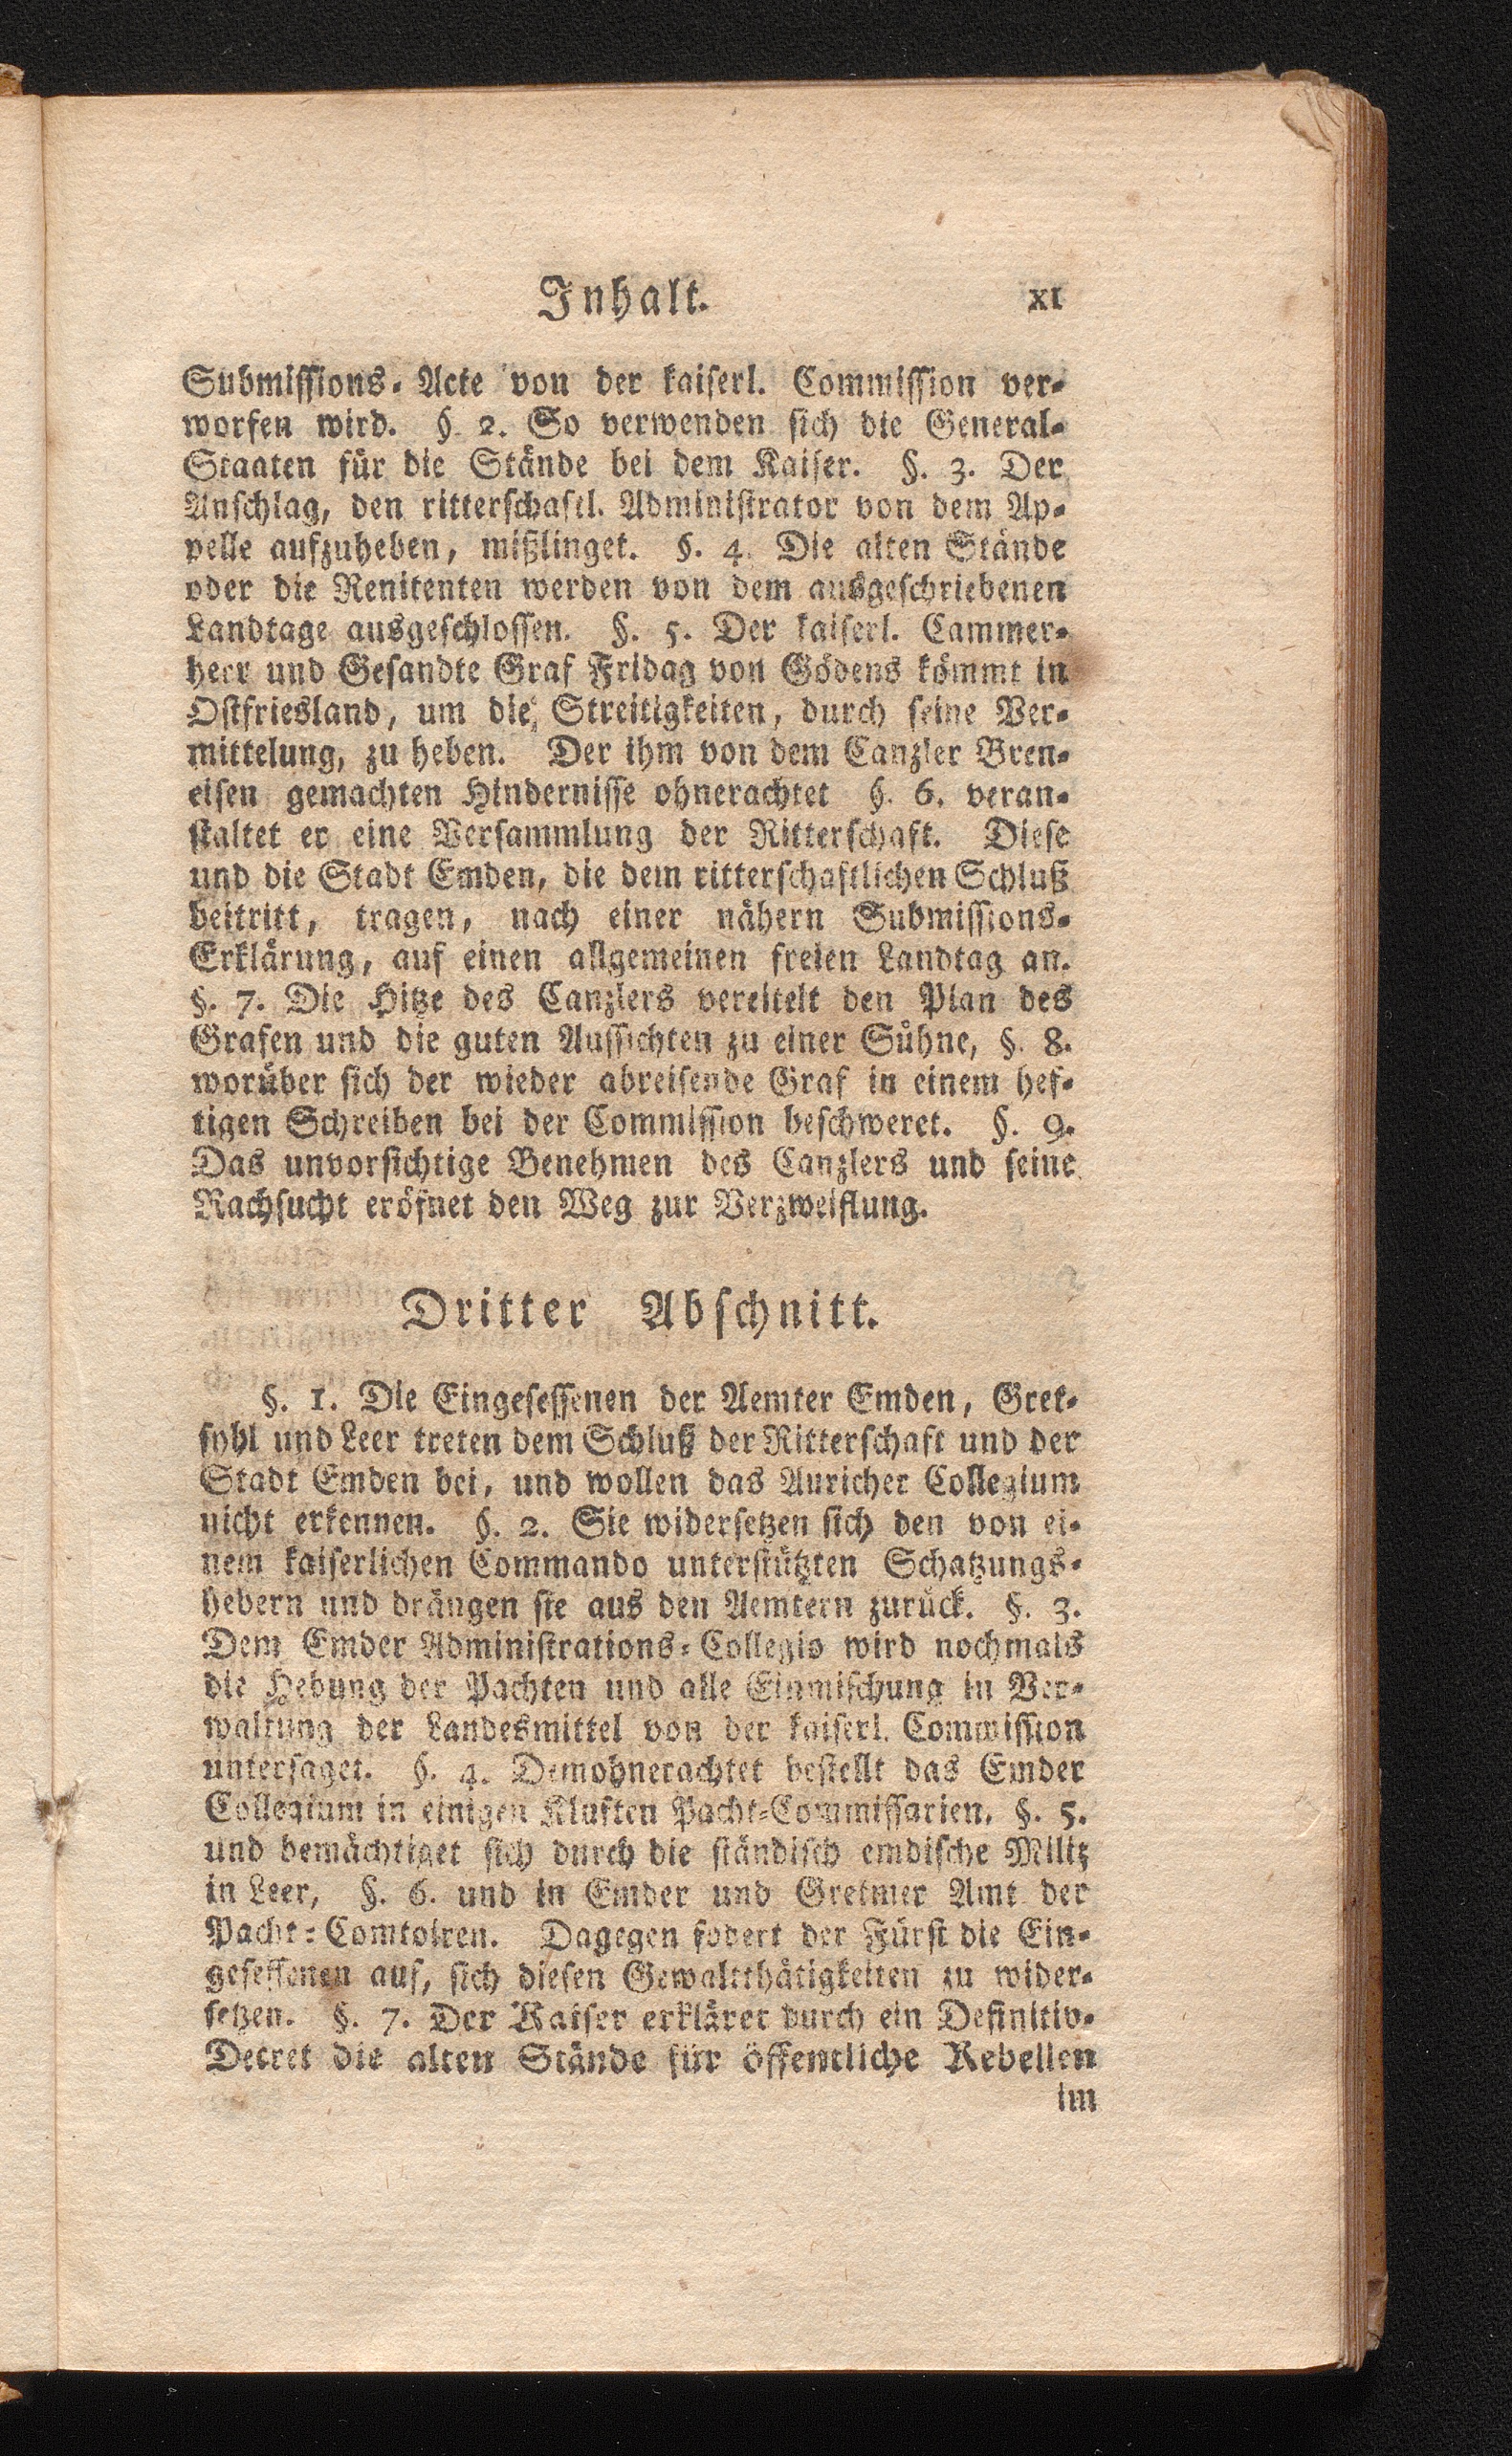 Inhalt. XI
Submissions-Acte von der kaiserl. Commission ver-
worfen wird. §. 2. So verwenden sich die General-
Staaten für die Stände bei dem Kaiser. §. 3. Der
Anschlag, den ritterschaftl. Administrator von dem Ap-
pelle aufzuheben, mißlinget. §. 4. Die alten Stände
oder die Renitenten werden von dem ausgeschriebenen
Landtage ausgeschlossen. §. 5. Der kaiserl. Cammer-
herr und Gesandte Graf Fridag von Gödens kömmt in
Ostfriesland, um die Streitigkeiten, durch seine Ver-
mittelung, zu heben. Der ihm von dem Canzler Bren-
eisen gemachten Hindernisse ohnerachtet §. 6. veran-
staltet er eine Versammlung der Ritterschaft. Diese
und die Stadt Emden, die dem ritterschaftlichen Schluß
beitritt, tragen, nach einer nähern Submissions-
Erklärung, auf einen allgemeinen freien Landtag an.
§. 7. Die Hitze des Canzlers vereitelt den Plan des
Grafen und die guten Aussichten zu einer Sühne, §. 8.
worüber sich der wieder abreisende Graf in einem hef-
tigen Schreiben bei der Commission beschweret. §. 9.
Das unvorsichtige Benehmen des Canzlers und seine
Rachsucht eröfnet den Weg zur Verzweiflung.
Dritter Abschnitt.
§. 1. Die Eingesessenen der Aemter Emden, Gret-
syhl und Leer treten dem Schluß der Ritterschaft und der
Stadt Emden bei, und wollen das Auricher Collegium
nicht erkennen. §. 2. Sie widersetzen sich den von ei-
nem kaiserlichen Commando unterstützten Schatzungs-
hebern und drängen sie aus den Aemtern zurück. §. 3.
Dem Emder Administrations-Collegio wird nochmals
die Hebung der Pachten und alle Einmischung in Ver-
waltung der Landesmittel von der kaiserl. Commission
untersaget. §. 4. Demohnerachtet bestellt das Emder
Collegium in einigen Kluften Pacht-Commissarien, §. 5.
und bemächtiget sich durch die ständisch emdische Militz
in Leer, §. 6. und in Emder und Gretmer Amt der
Pacht-Comtoiren. Dagegen fodert der Fürst die Ein-
gesessenen auf, sich diesen Gewaltthätigkeiten zu wider-
setzen. §. 7. Der Kaiser erkläret durch ein Definitiv-
Decret die alten Stände für öffentliche Rebellen
im